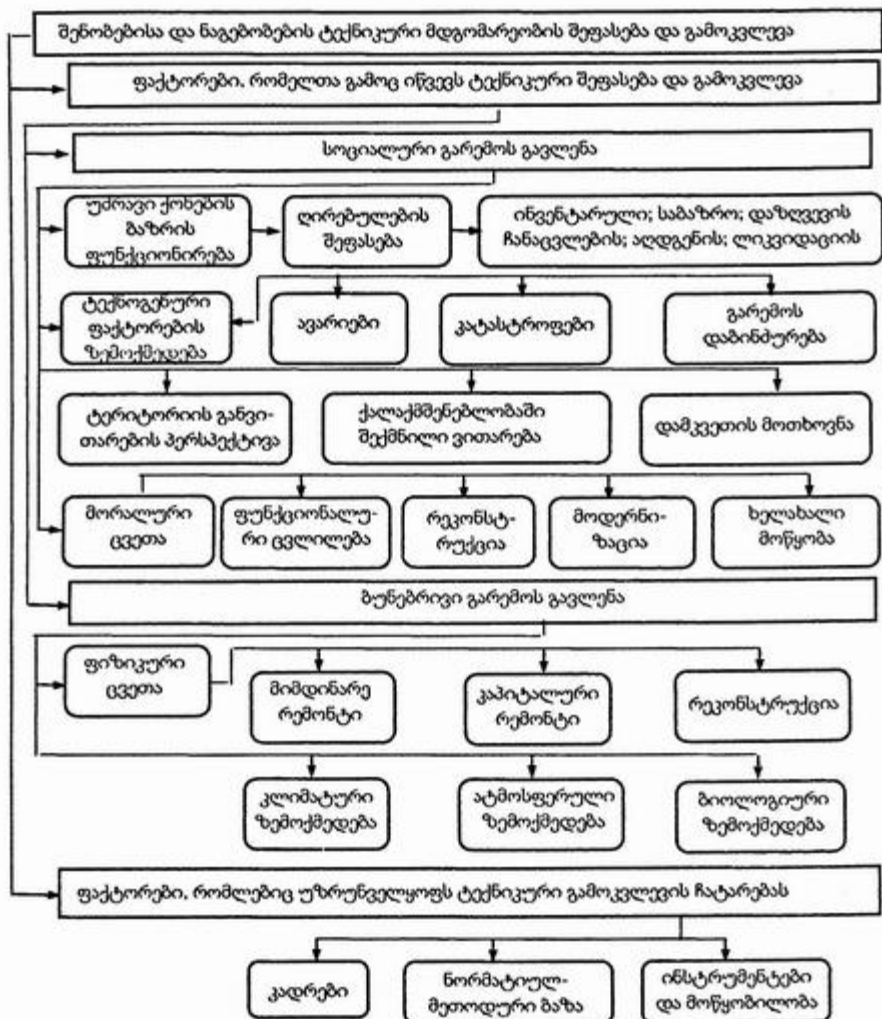 შენობებისა და ნაგებობების ტექნიკური მდგომარეობის შეფასება და გამოკვლევა
ფაქტორები, რომელთა გამოც იწვევს ტექნიკური შეფასება და გამოკვლევა
სოციალური გარემოს გავლენა
უძრავი ქონების
ბაზრის
ფუნქციონირება
ღირებულების
შეფასება
ინვენტარული; საბაზრო; დაზღვევის
ჩანაცვლების; აღდგენის; ლიკვიდაციის
ტექნოგენური
ფაქტორების
ზემოქმედება
ავარიები
კატასტროფები
გარემოს
დაბინძურება
ტერიტორიის განვი-
თარების პერსპექტივა
ქალაქმშენებლობაში
შექმნილი ვითარება
დამკვეთის მოთხოვნა
მორალური
ცვეთა
ფუნქციონალუ-
რი ცვლილება
რეკონსტ-
რუქცია
მოდერნი-
ზაცია
ხელახალი
მოწყობა
ბუნებრივი გარემოს გავლენა
ფიზიკური
ცვეთა
მიმდინარე
რემონტი
კაპიტალური
რემონტი
რეკონსტრუქცია
კლიმატური
ზემოქმედება
ატმოსფერული
ზემოქმედება
ბიოლოგიური
ზემოქმედება
ფაქტორები, რომლებიც უზრუნველყოფს ტექნიკური გამოკვლევის ჩატარებას
კადრები
ნორმატიულ-
მეთოდური ბაზა
ინსტრუმენტები
და მოწყობილობა